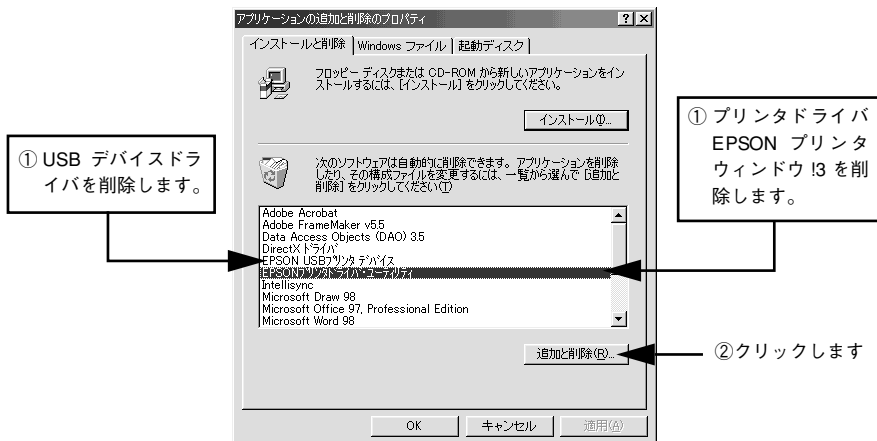 アプリケーションの追加と削除のプロパティ
インストールと削除 Windows ファイル 起動ディスク
フロッピー ディスクまたは CD-ROM から新しいアプリケーションをイン
ストールするには、[インストール] をクリックしてください。
インストール(I)...
次のソフトウェアは自動的に削除できます。アプリケーションを削除
したり、その構成ファイルを変更するには、一覧から選んで [追加と
削除] をクリックしてください(T)
Adobe Acrobat
Adobe FrameMaker v5.5
Data Access Objects (DAO) 3.5
DirectX ドライバ
EPSON USBプリンタ デバイス
EPSONプリンタドライバ・ユーティリティ
Intellisync
Microsoft Draw 98
Microsoft Office 97, Professional Edition
Microsoft Word 98
追加と削除(R)...
OK キャンセル 適用(A)
① USB デバイスドラ
イバを削除します。
① プリンタドライバ
EPSON プリンタ
ウィンドウ !3 を削
除します。
②クリックします